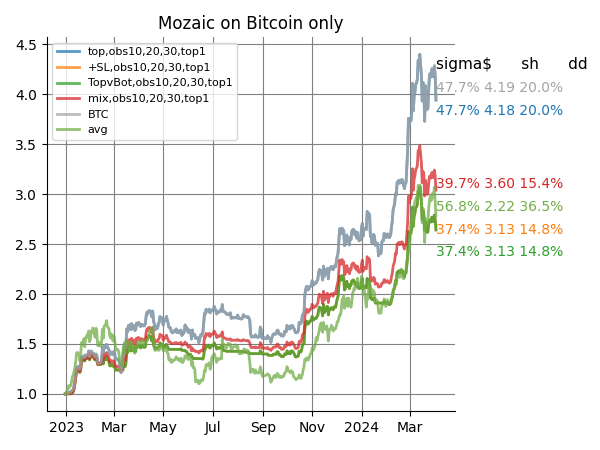 Mozaic on Bitcoin only
4.5
4.0
3.5
3.0
2.5
2.0
1.5
1.0
top,obs10,20,30,top1
+SL,obs10,20,30,top1
TopvBot,obs10,20,30,top1
mix,obs10,20,30,top1
BTC
avg
sigma$ sh dd
47.7% 4.19 20.0%
47.7% 4.18 20.0%
39.7% 3.60 15.4%
56.8% 2.22 36.5%
37.4% 3.13 14.8%
37.4% 3.13 14.8%
2023 Mar May Jul Sep Nov 2024 Mar